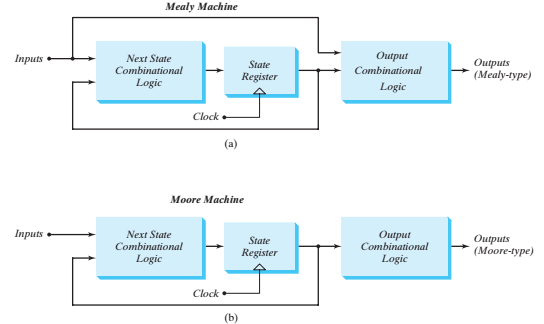 Mealy Machine
Inputs
Next State
Combinational
Logic
State
Register
Output
Combinational
Logic
Outputs
(Mealy-type)
Clock
(a)
Moore Machine
Inputs
Next State
Combinational
Logic
State
Register
Output
Combinational
Logic
Outputs
(Moore-type)
Clock
(b)